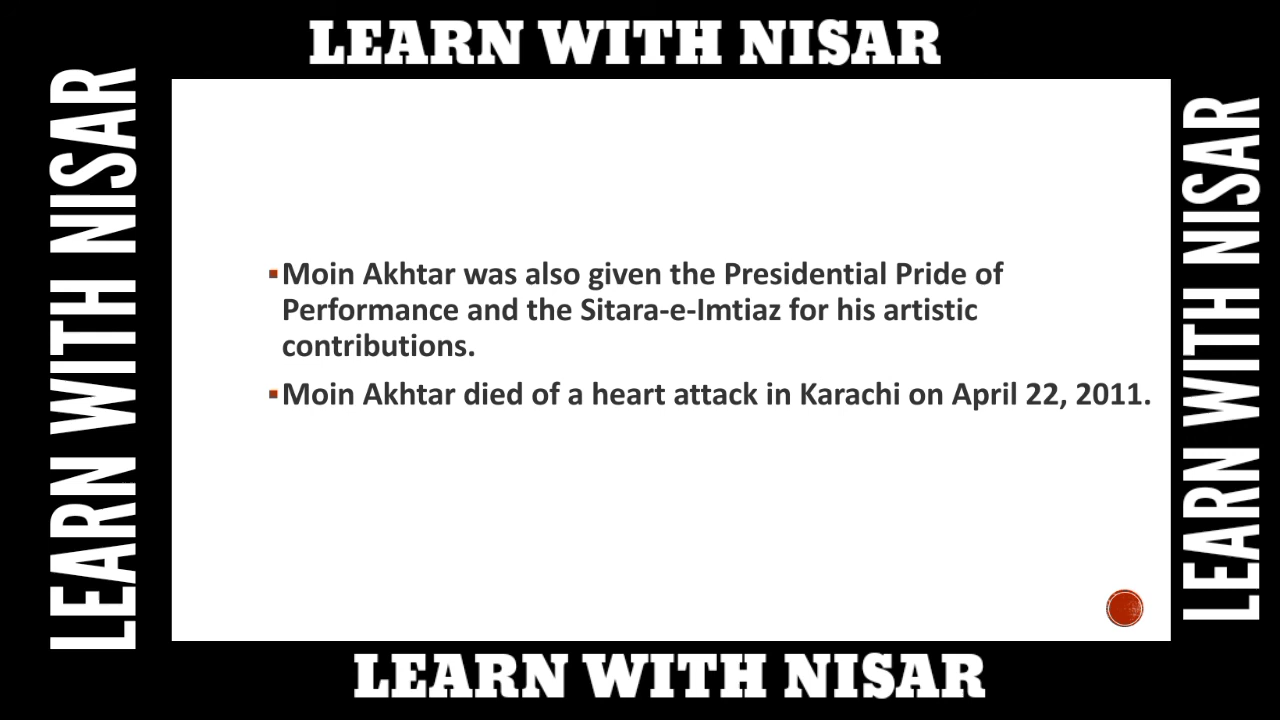 LEARN WITH NISAR
LEARN WITH NISAR
▪Moin Akhtar was also given the Presidential Pride of
Performance and the Sitara-e-Imtiaz for his artistic
contributions.
▪Moin Akhtar died of a heart attack in Karachi on April 22, 2011.
LEARN WITH NISAR
LEARN WITH NISAR